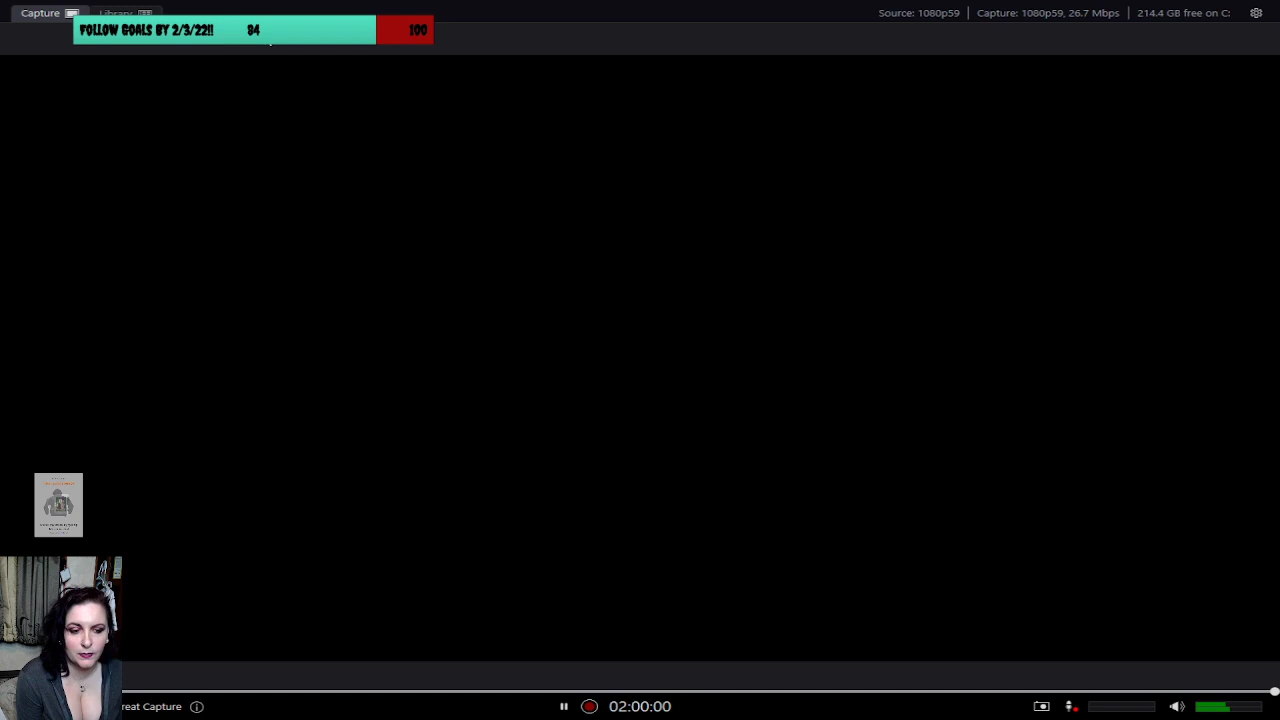 Capture
Library
Source: 1080p59
Capture: 1080p59, 26.7 Mbps
214.4 GB free on C:
FOLLOW GOALS BY 2/3/22!!
84
100
reat Capture
02:00:00